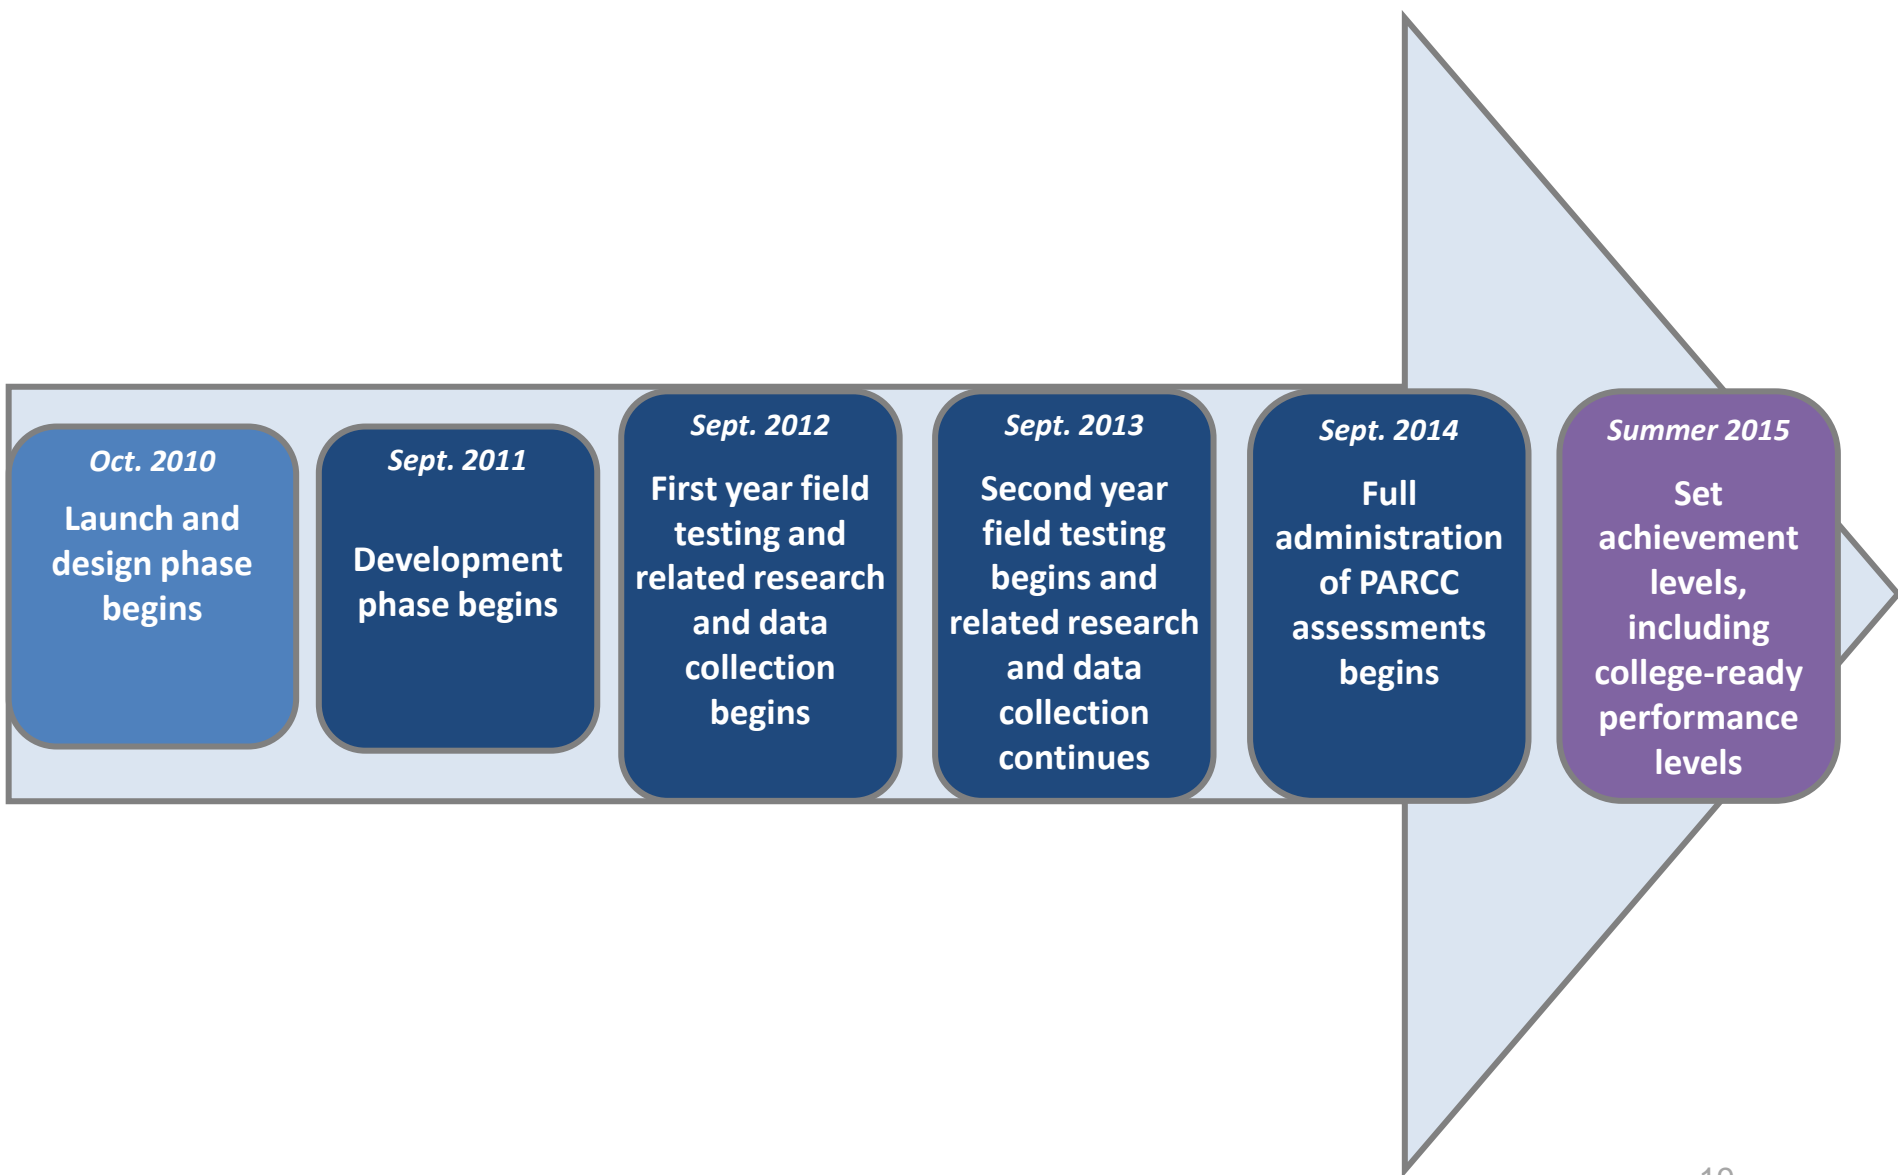 Oct. 2010
Launch and
design phase
begins
Sept. 2011
Development
phase begins
Sept. 2012
First year field
testing and
related research
and data
collection
begins
Sept. 2013
Second year
field testing
begins and
related research
and data
collection
continues
Sept. 2014
Full
administration
of PARCC
assessments
begins
Summer 2015
Set
achievement
levels,
including
college-ready
performance
levels